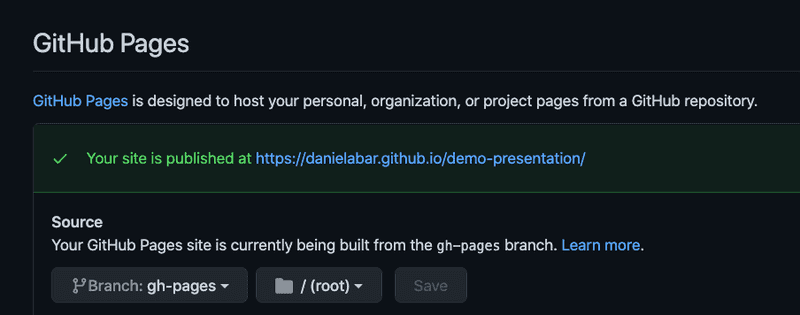 GitHub Pages
GitHub Pages is designed to host your personal, organization, or project pages from a GitHub repository.
Your site is published at https://danielabar.github.io/demo-presentation/
Source
Your GitHub Pages site is currently being built from the gh-pages branch. Learn more.
Branch: gh-pages / (root) Save